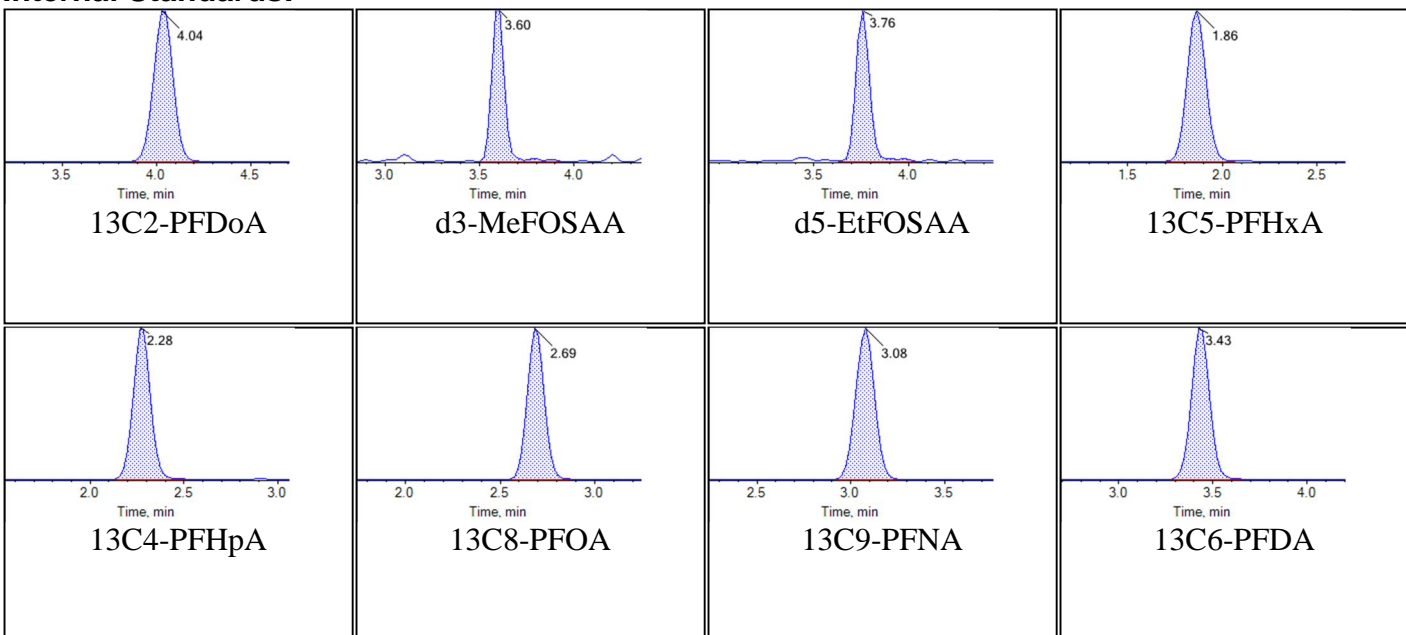 4.04
3.5 4.0 4.5
Time, min
13C2-PFDoA
3.60
3.0 3.5 4.0
Time, min
d3-MeFOSAA
3.76
3.5 4.0
Time, min
d5-EtFOSAA
1.86
1.5 2.0 2.5
Time, min
13C5-PFHxA
2.28
2.0 2.5 3.0
Time, min
13C4-PFHpA
2.69
2.0 2.5 3.0
Time, min
13C8-PFOA
3.08
2.5 3.0 3.5
Time, min
13C9-PFNA
3.43
3.0 3.5 4.0
Time, min
13C6-PFDA